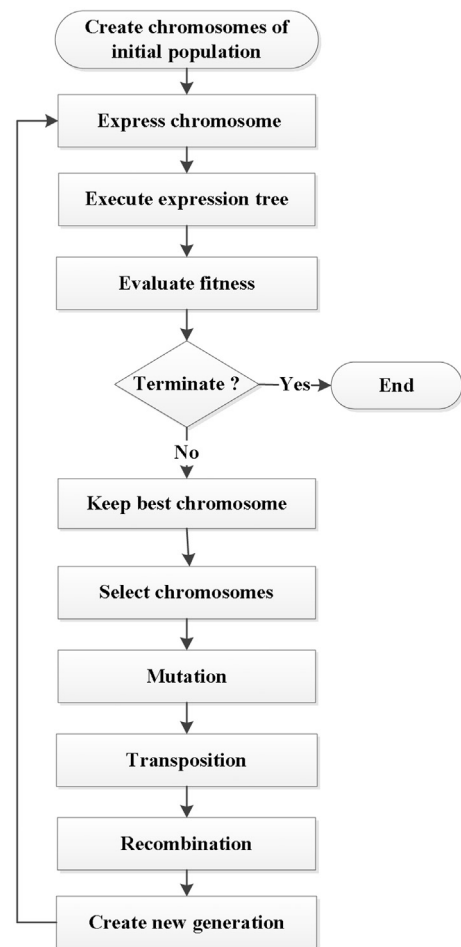 Create chromosomes of
initial population
Express chromosome
Execute expression tree
Evaluate fitness
Terminate ?
Yes
End
No
Keep best chromosome
Select chromosomes
Mutation
Transposition
Recombination
Create new generation